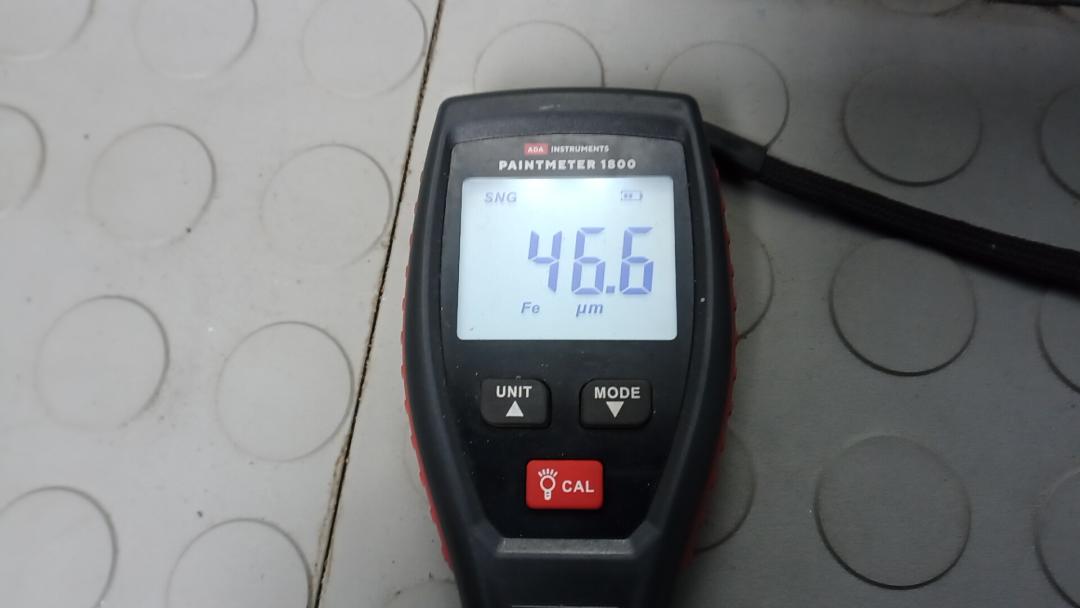 ADA INSTRUMENTS
PAINTMETER 1800
SNG
46.6
Fe µm
UNIT MODE
CAL